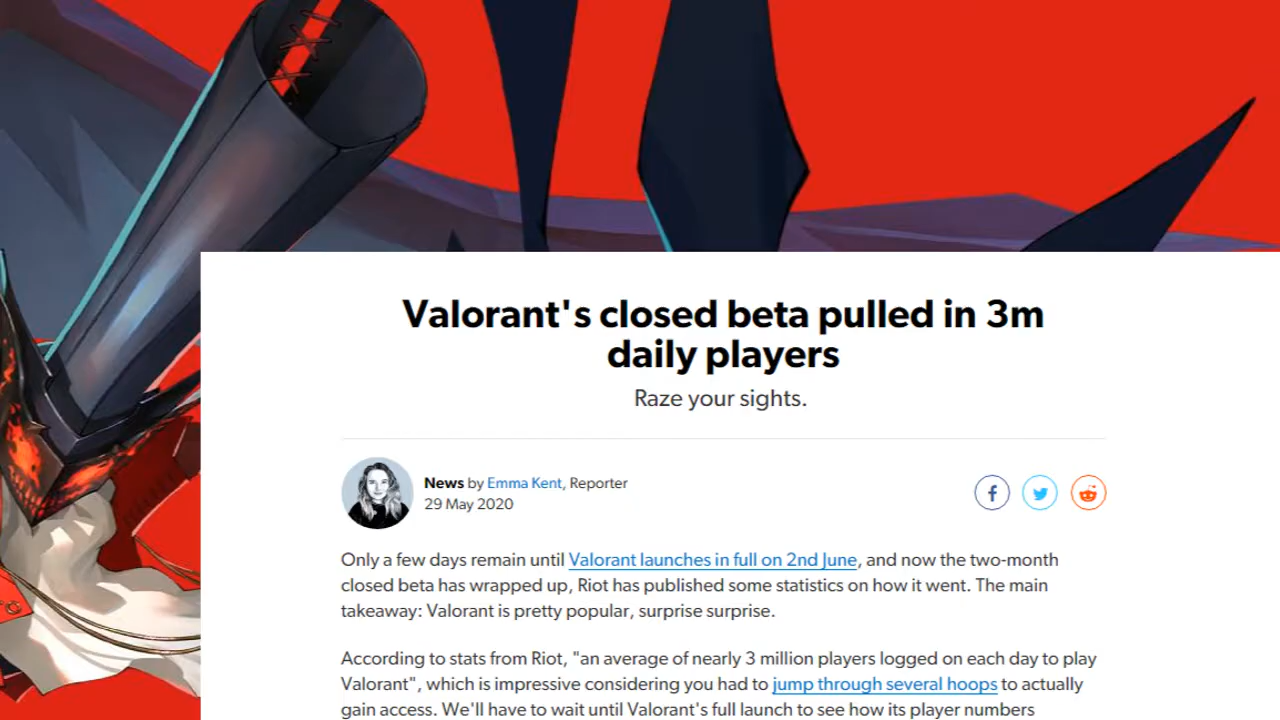 Valorant's closed beta pulled in 3m
daily players
Raze your sights.
News by Emma Kent, Reporter
29 May 2020
Only a few days remain until Valorant launches in full on 2nd June, and now the two-month
closed beta has wrapped up, Riot has published some statistics on how it went. The main
takeaway: Valorant is pretty popular, surprise surprise.
According to stats from Riot, "an average of nearly 3 million players logged on each day to play
Valorant", which is impressive considering you had to jump through several hoops to actually
gain access. We'll have to wait until Valorant's full launch to see how its player numbers